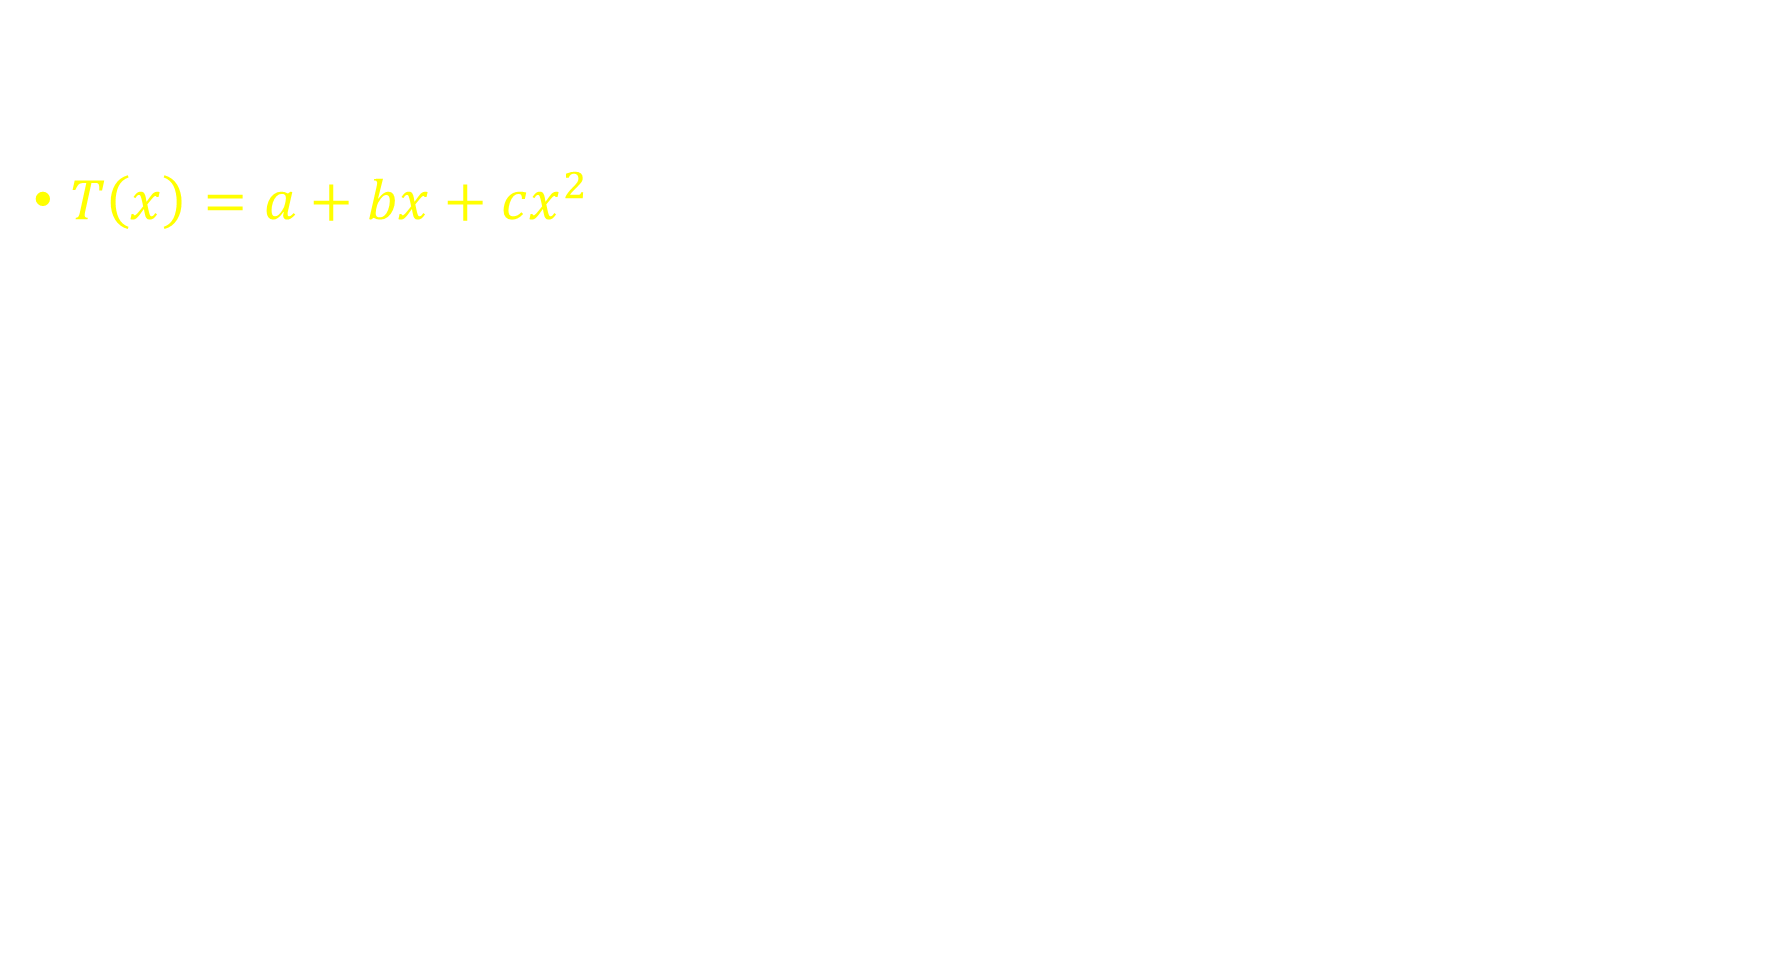 • T(x) = a + bx + cx²